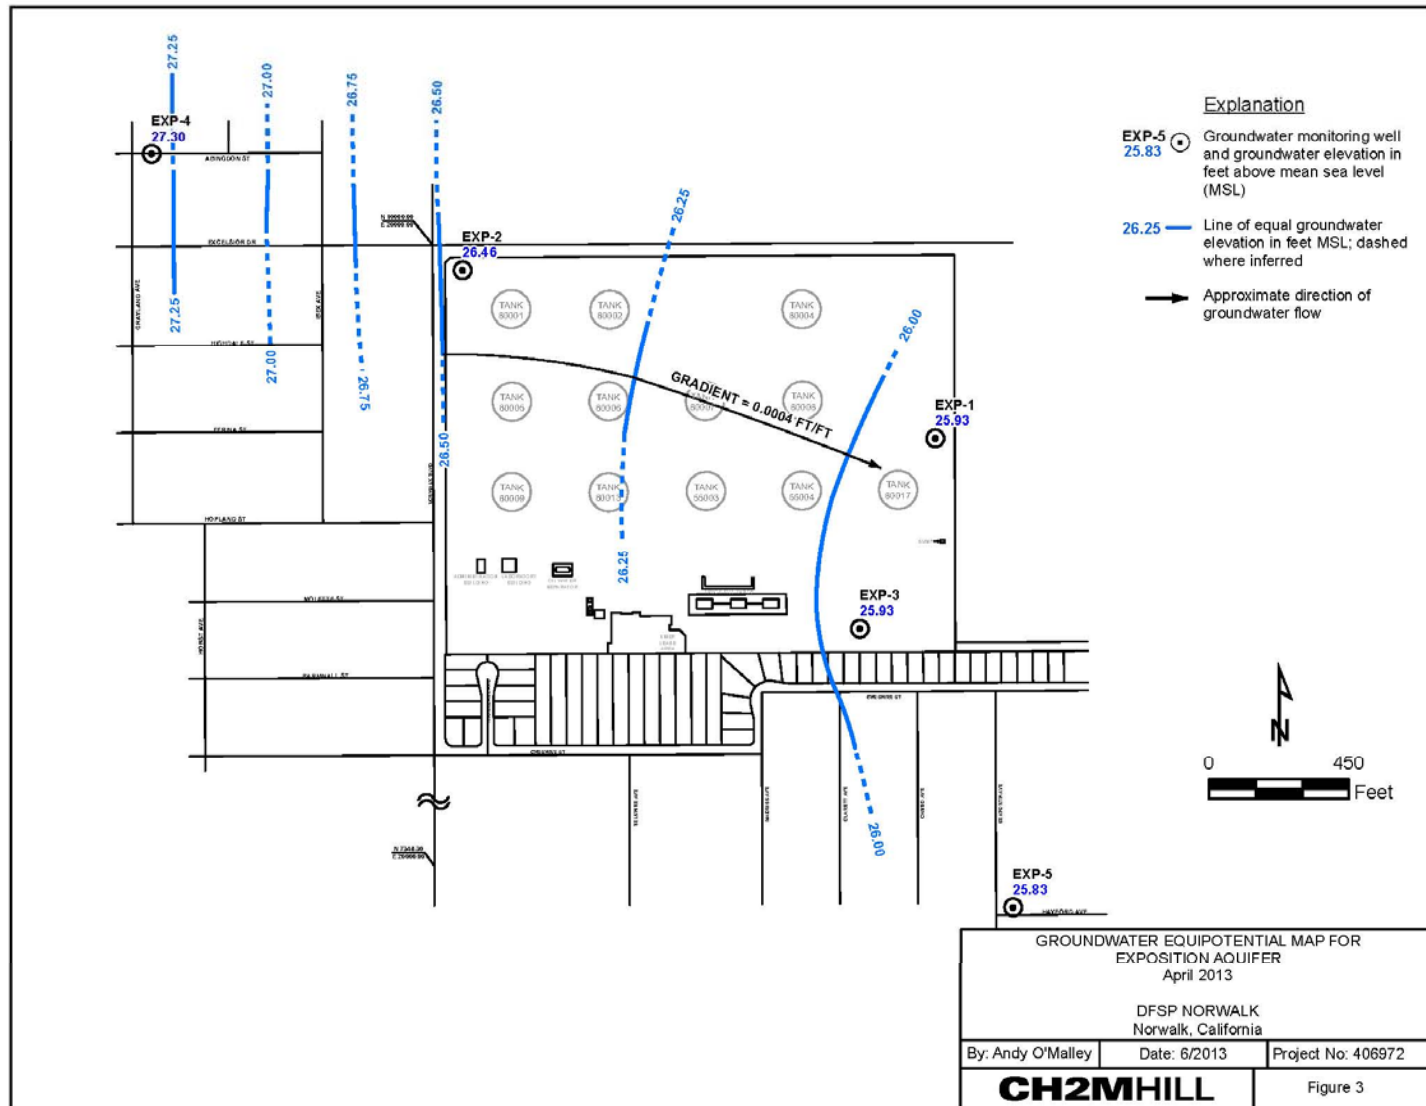 27.25
27.00
26.75
26.50
EXP-4
27.30
ABINGDON ST
26.25
EXP-2
26.46
EXCELSIOR DR
27.25
27.00
26.75
26.50
TANK
80001
TANK
80002
TANK
80004
26.00
TANK
TANK
TANK
TANK
GRADIENT = 0.0004 FT/FT
EXP-1
25.93
TANK
TANK
TANK
55003
TANK
55004
TANK
80017
HOPLAND ST
26.25
EXP-3
25.93
26.00
EXP-5
25.83
Explanation
EXP-5
25.83
Groundwater monitoring well
and groundwater elevation in
feet above mean sea level
(MSL)
26.25
Line of equal groundwater
elevation in feet MSL; dashed
where inferred
Approximate direction of
groundwater flow
N
0 450
Feet
GROUNDWATER EQUIPOTENTIAL MAP FOR
EXPOSITION AQUIFER
April 2013
DFSP NORWALK
Norwalk, California
By: Andy O'Malley
Date: 6/2013
Project No: 406972
CH2MHILL
Figure 3